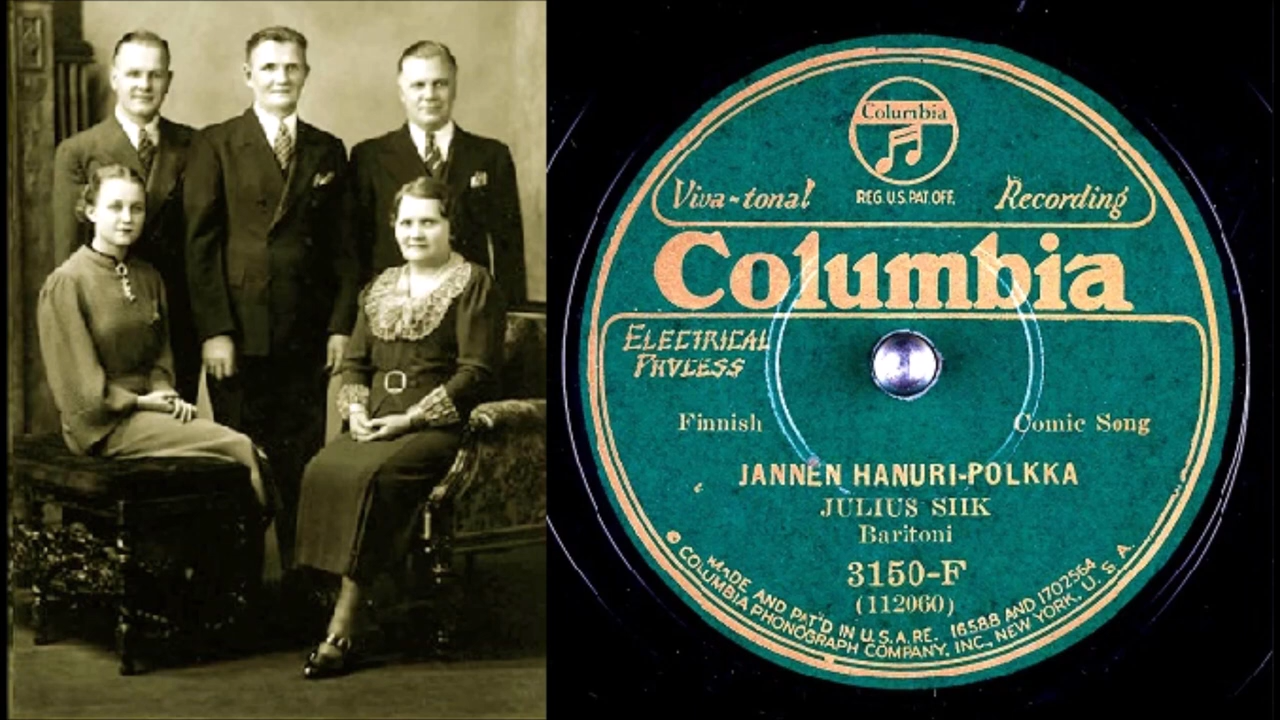 Columbia
REG. U.S. PAT. OFF.
Viva-tonal Recording
Columbia
ELECTRICAL
PROCESS
Finnish Comic Song
JANNEN HANURI-POLKKA
JULIUS SIIK
Baritoni
3150-F
(112060)
MADE AND PAT'D IN U.S.A. RE. 16588 AND 1702564
COLUMBIA PHONOGRAPH COMPANY, INC., NEW YORK, U.S.A.